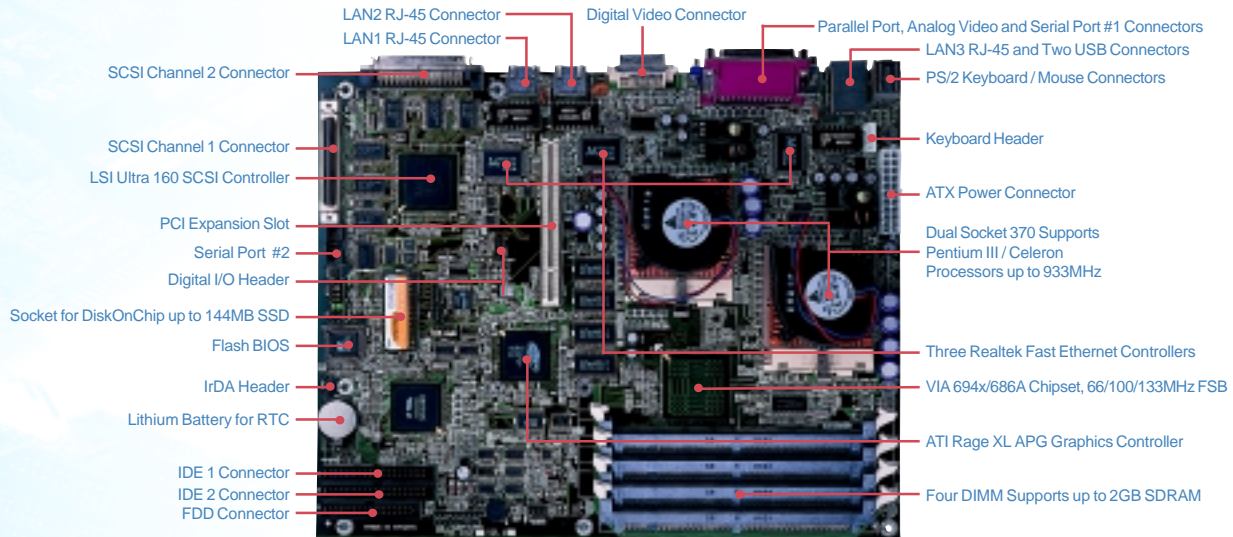 LAN2 RJ-45 Connector
LAN1 RJ-45 Connector
Digital Video Connector
Parallel Port, Analog Video and Serial Port #1 Connectors
LAN3 RJ-45 and Two USB Connectors
PS/2 Keyboard / Mouse Connectors
SCSI Channel 2 Connector
SCSI Channel 1 Connector
LSI Ultra 160 SCSI Controller
PCI Expansion Slot
Serial Port #2
Digital I/O Header
Socket for DiskOnChip up to 144MB SSD
Flash BIOS
IrDA Header
Lithium Battery for RTC
IDE 1 Connector
IDE 2 Connector
FDD Connector
Keyboard Header
ATX Power Connector
Dual Socket 370 Supports
Pentium III / Celeron
Processors up to 933MHz
Three Realtek Fast Ethernet Controllers
VIA 694x/686A Chipset, 66/100/133MHz FSB
ATI Rage XL APG Graphics Controller
Four DIMM Supports up to 2GB SDRAM